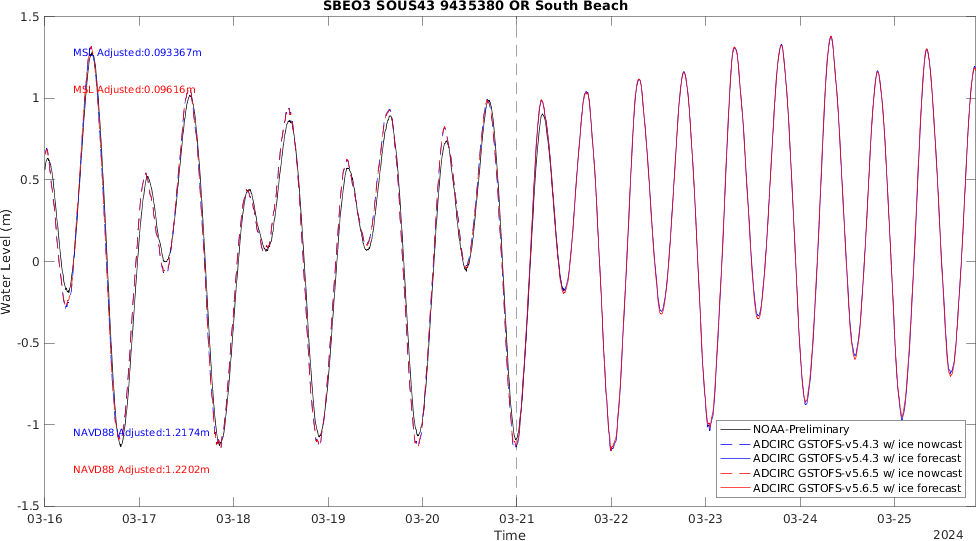 SBEO3 SOUS43 9435380 OR South Beach
1.5
1
0.5
0
-0.5
-1
-1.5
Water Level (m)
MSL Adjusted:0.093367m
MSL Adjusted:0.09616m
NAVD88 Adjusted:1.2174m
NAVD88 Adjusted:1.2202m
NOAA-Preliminary
ADCIRC GSTOFS-v5.4.3 w/ ice nowcast
ADCIRC GSTOFS-v5.4.3 w/ ice forecast
ADCIRC GSTOFS-v5.6.5 w/ ice nowcast
ADCIRC GSTOFS-v5.6.5 w/ ice forecast
03-16 03-17 03-18 03-19 03-20 03-21 03-22 03-23 03-24 03-25
Time
2024